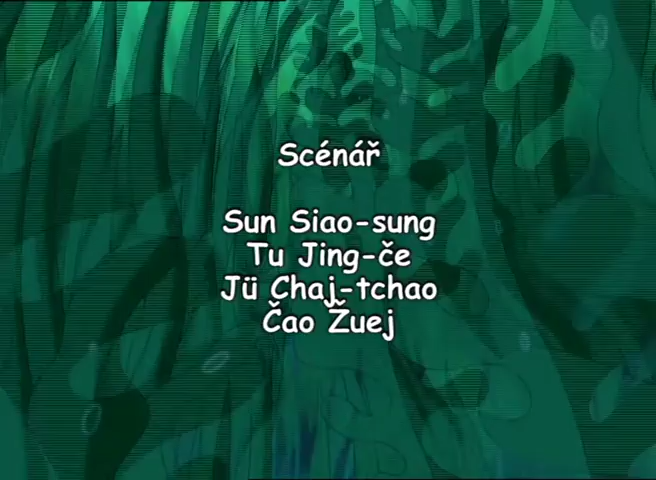 Scénář
Sun Siao-sung
Tu Jing-če
Jü Chaj-tchao
Čao Žuej